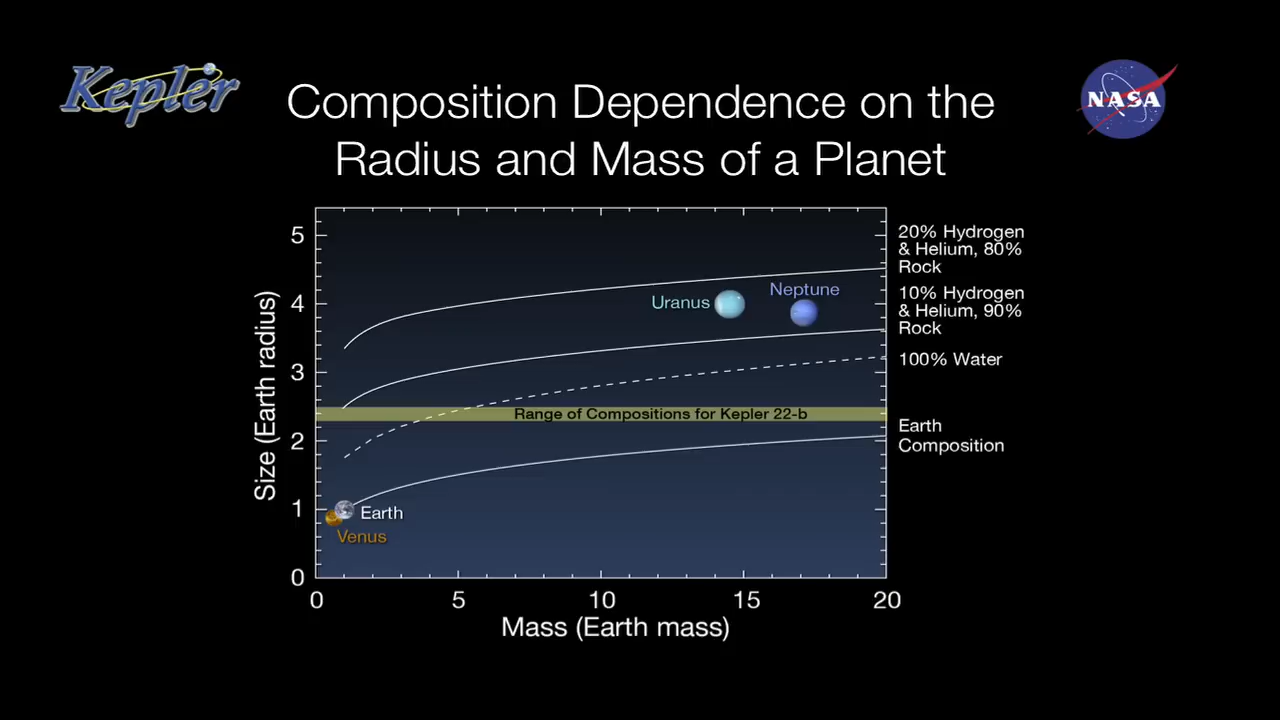 Kepler
Composition Dependence on the
Radius and Mass of a Planet
NASA
Size (Earth radius)
5
4
3
2
1
0
20% Hydrogen
& Helium, 80%
Rock
10% Hydrogen
& Helium, 90%
Rock
100% Water
Earth
Composition
Uranus
Neptune
Range of Compositions for Kepler 22-b
Earth
Venus
0
5
10
15
20
Mass (Earth mass)